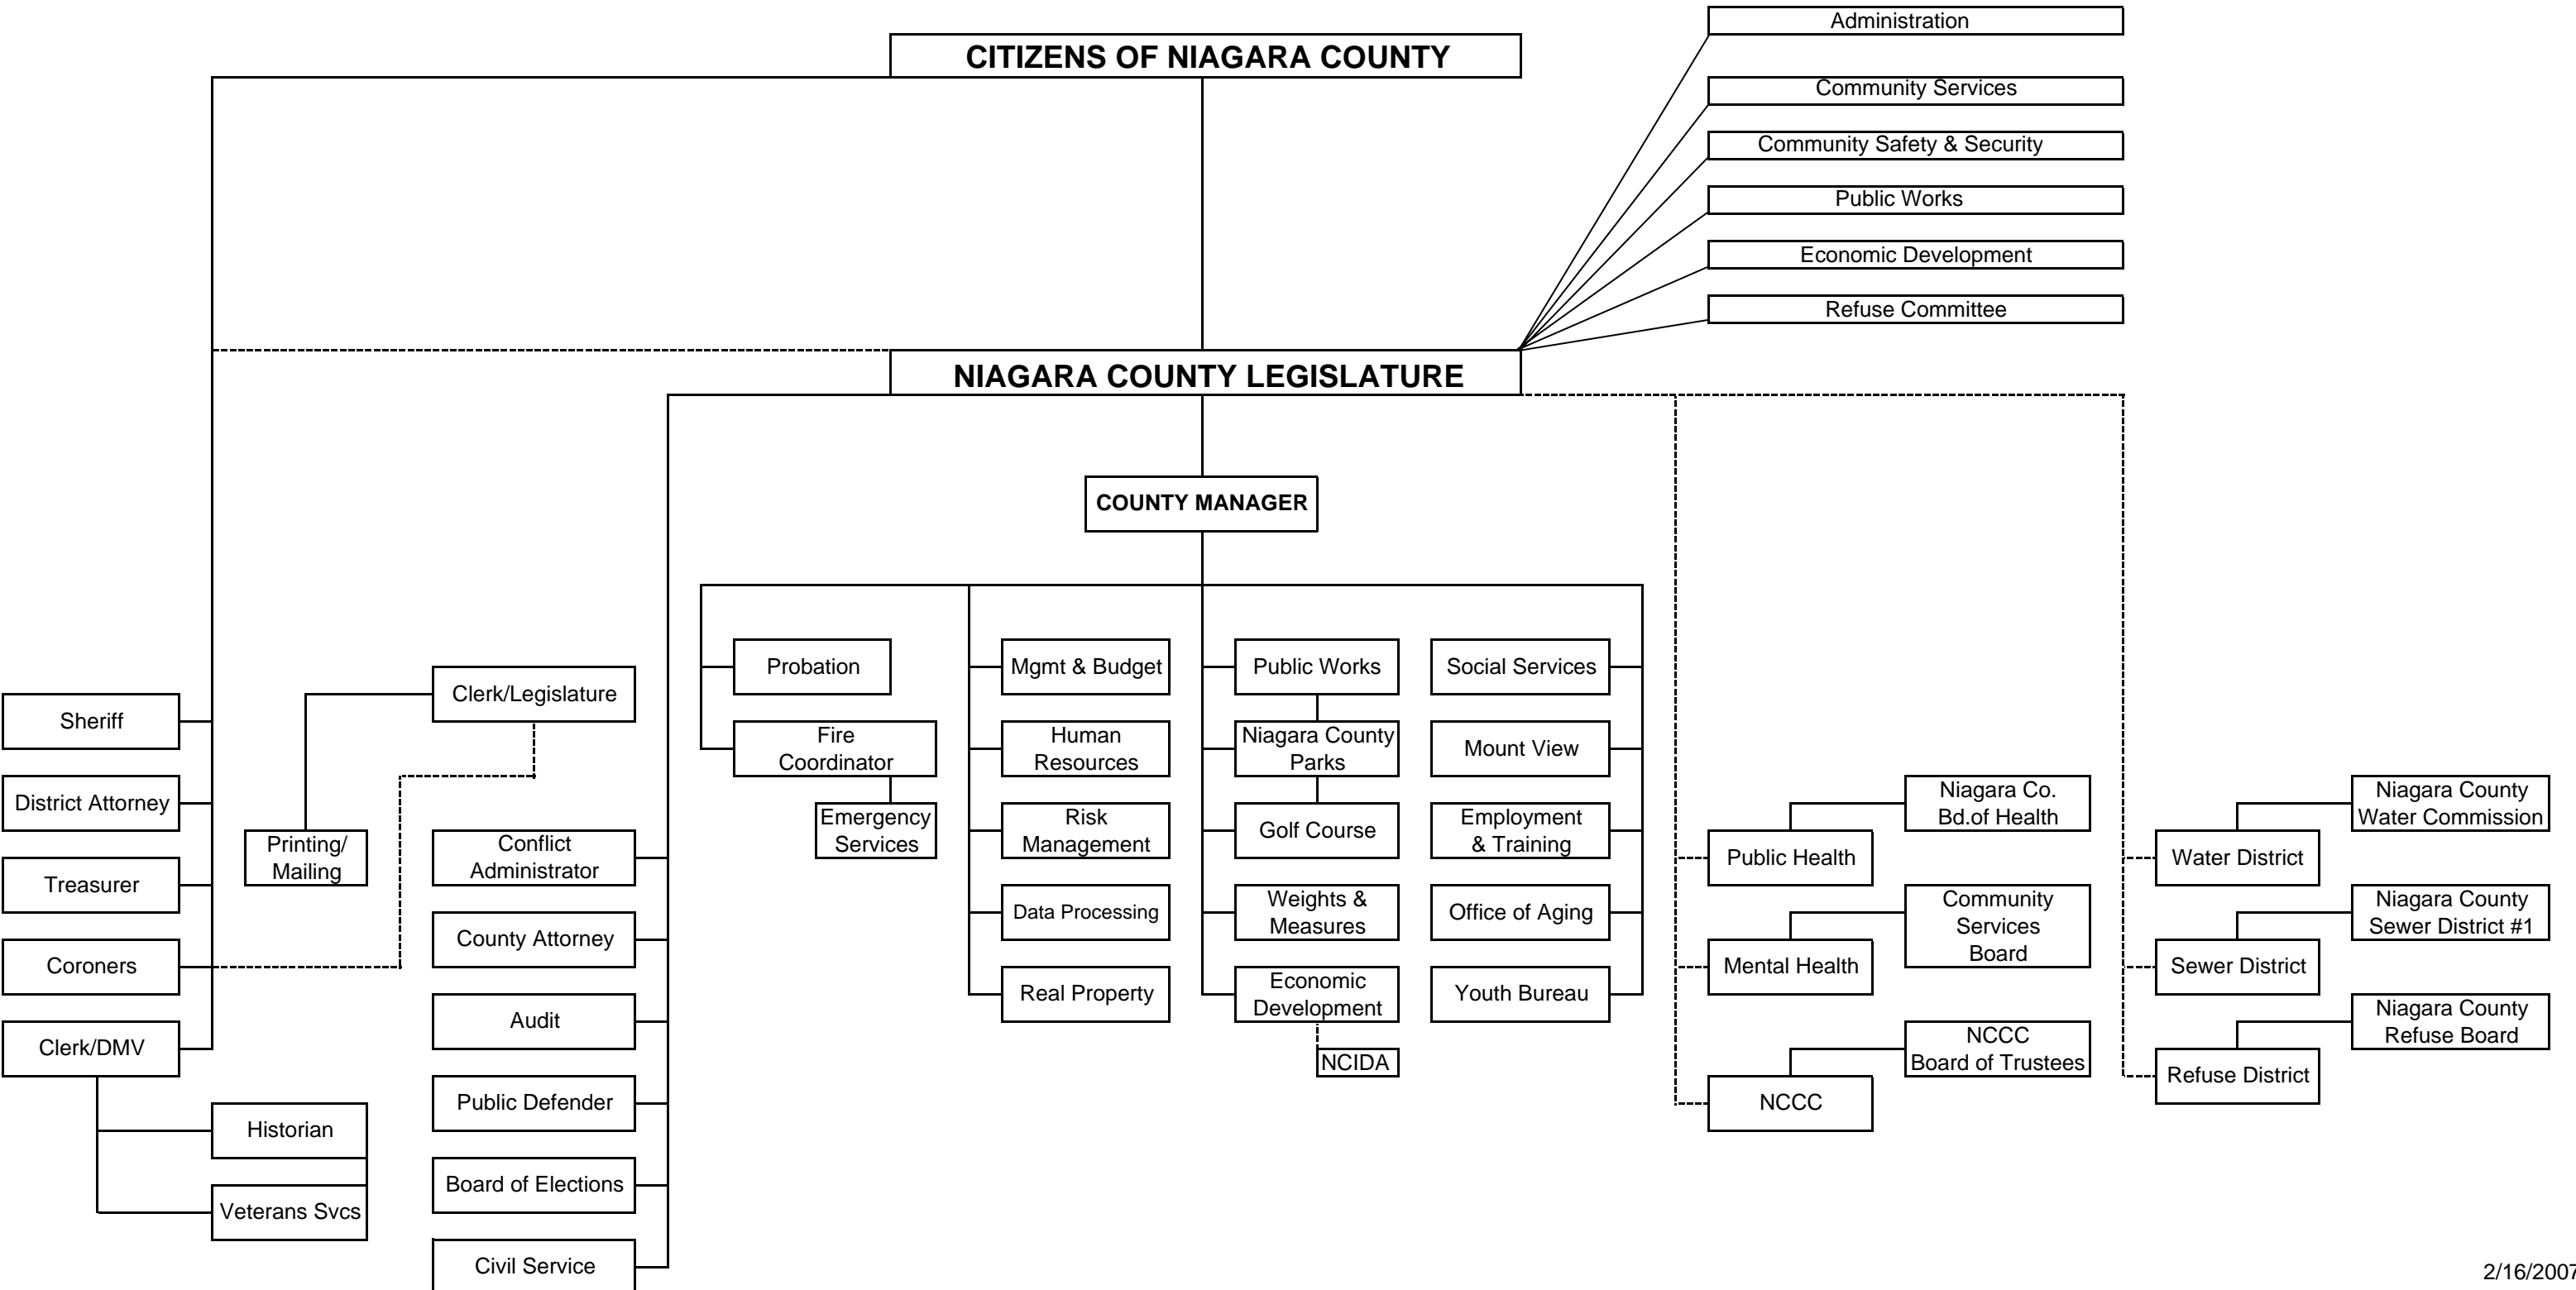 Administration
CITIZENS OF NIAGARA COUNTY
Community Services
Community Safety & Security
Public Works
Economic Development
Refuse Committee
NIAGARA COUNTY LEGISLATURE
COUNTY MANAGER
Sheriff
District Attorney
Treasurer
Coroners
Clerk/DMV
Historian
Veterans Svcs
Printing/
Mailing
Clerk/Legislature
Conflict
Administrator
County Attorney
Audit
Public Defender
Board of Elections
Civil Service
Probation
Fire
Coordinator
Emergency
Services
Mgmt & Budget
Human
Resources
Risk
Management
Data Processing
Real Property
Public Works
Niagara County
Parks
Golf Course
Weights &
Measures
Economic
Development
NCIDA
Social Services
Mount View
Employment
& Training
Office of Aging
Youth Bureau
Niagara Co.
Bd.of Health
Public Health
Community
Services
Board
Mental Health
NCCC
Board of Trustees
NCCC
Niagara County
Water Commission
Water District
Niagara County
Sewer District #1
Sewer District
Niagara County
Refuse Board
Refuse District
2/16/2007